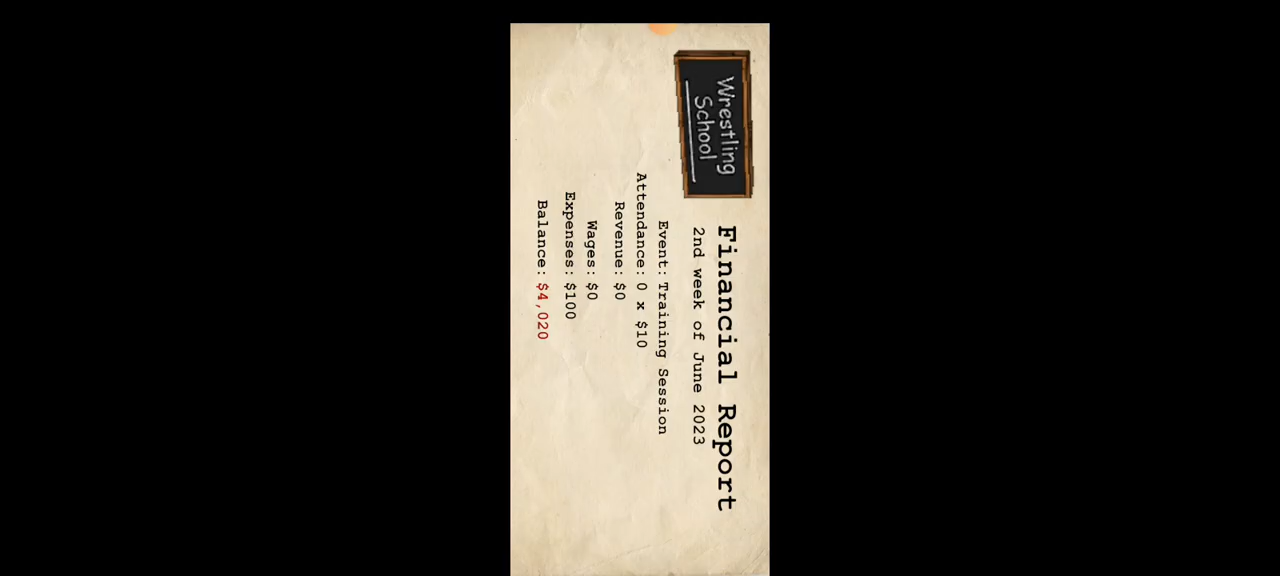 Wrestling
School
Financial Report
2nd week of June 2023
Event: Training Session
Attendance: 0 x $10
Revenue: $0
Wages: $0
Expenses: $100
Balance: $4,020